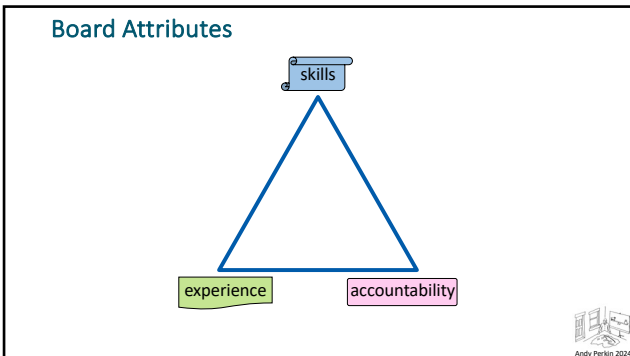 Board Attributes
skills
experience
accountability
Andy Perkin 2024